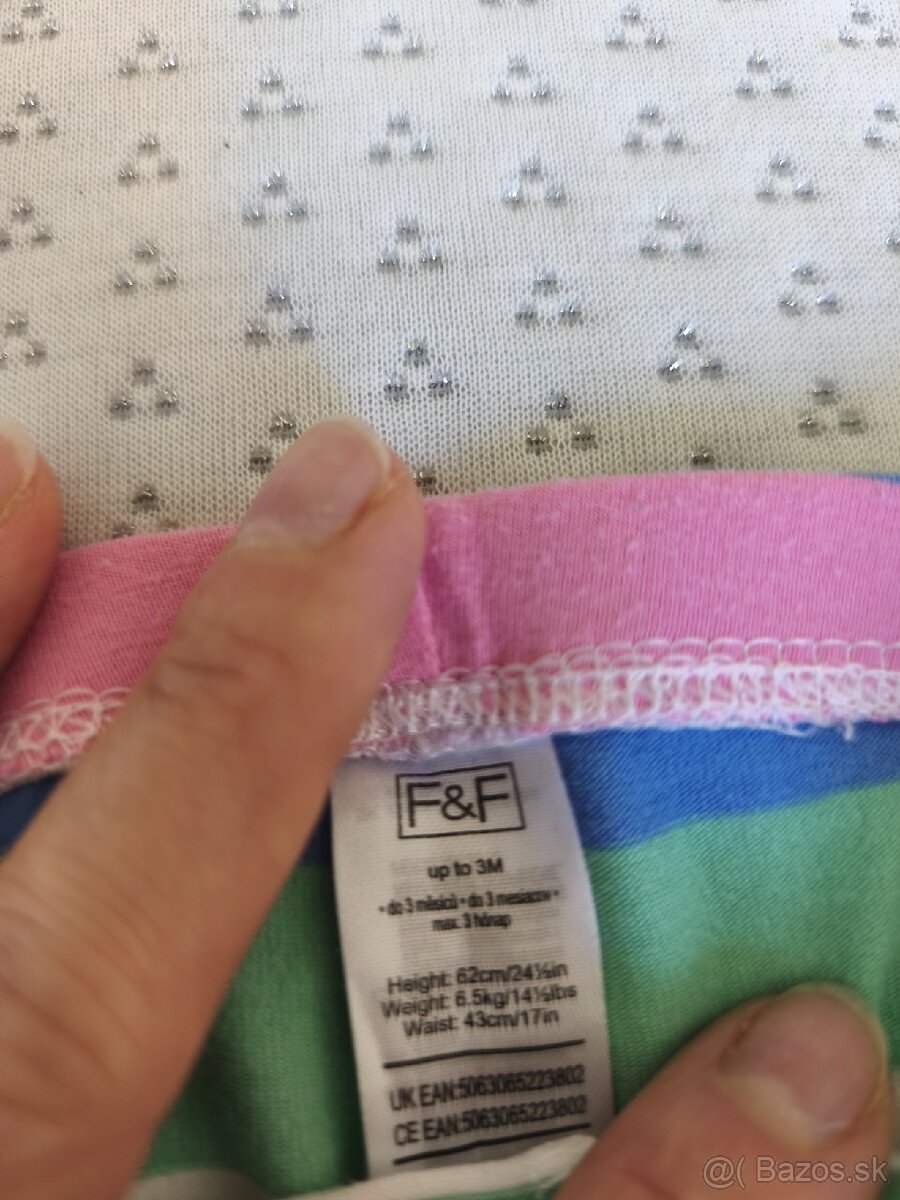 F&F
up to 3M
• do 3 měsíců • do 3 miesiąców •
max. 3 hónap
Height: 62cm/24½in
Weight: 6.5kg/14½lbs
Waist: 43cm/17in
UK EAN:5063065223802
CE EAN:5063065223802
@( Bazos.sk